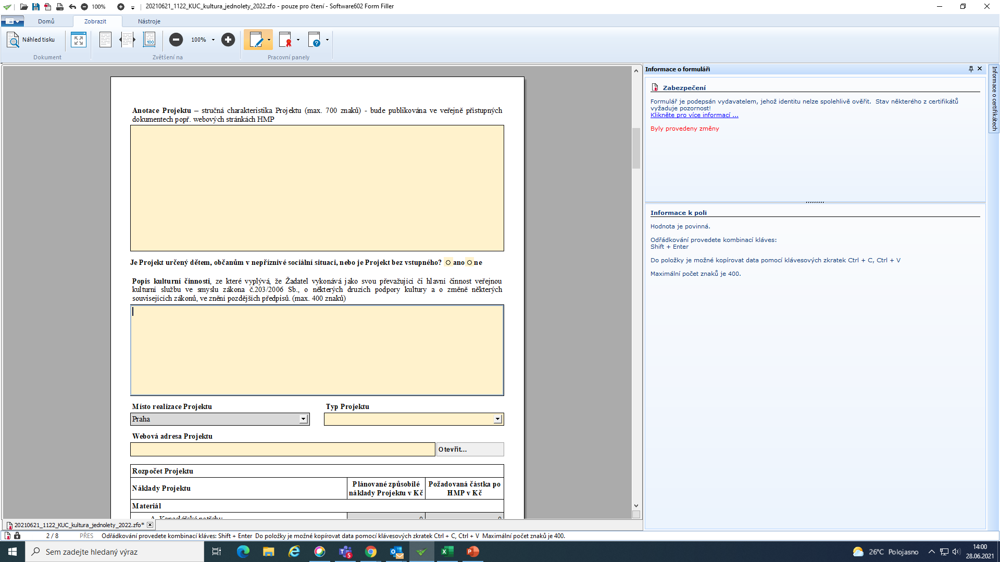 100%
20210621_1122_KUC_kultura_jednolety_2022.zfo - pouze pro čtení - Software602 Form Filler
Domů
Zobrazit
Nástroje
Náhled tisku
100
100%
Dokument
Zvětšení na
Pracovní panely
Anotace Projektu – stručná charakteristika Projektu (max. 700 znaků) - bude publikována ve veřejně přístupných
dokumentech popř. webových stránkách HMP
Je Projekt určený dětem, občanům v nepříznivé sociální situaci, nebo je Projekt bez vstupného? ano ne
Popis kulturní činnosti, ze které vyplývá, že Žadatel vykonává jako svou převažující či hlavní činnost veřejnou
kulturní službu ve smyslu zákona č.203/2006 Sb., o některých druzích podpory kultury a o změně některých
souvisejících zákonů, ve znění pozdějších předpisů. (max. 400 znaků)
Místo realizace Projektu
Typ Projektu
Praha
Webová adresa Projektu
Otevřít...
Rozpočet Projektu
Náklady Projektu
Plánované způsobilé
náklady Projektu v Kč
Požadovaná částka po
HMP v Kč
Materiál
A. Kancelářské potřeby
0
0
Informace o formuláři
Zabezpečení
Formulář je podepsán vydavatelem, jehož identitu nelze spolehlivě ověřit. Stav některého z certifikátů
vyžaduje pozornost!
Klikněte pro více informací ...
Byly provedeny změny
Informace k poli
Hodnota je povinná.
Odřádkování provedete kombinací kláves:
Shift + Enter
Do položky je možné kopírovat data pomocí klávesových zkratek Ctrl + C, Ctrl + V
Maximální počet znaků je 400.
Informace o certifikátech
20210621_1122_KUC_kultura_jednolety_2022.zfo*
2 / 8
PŘES
Odřádkování provedete kombinací kláves: Shift + Enter Do položky je možné kopírovat data pomocí klávesových zkratek Ctrl + C, Ctrl + V Maximální počet znaků je 400.
Sem zadejte hledaný výraz
5
26°C Polojasno
14:00
28.06.2021